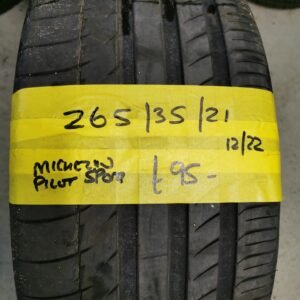 265/35/21
12/22
MICHELIN
PILOT SPORT
£95-